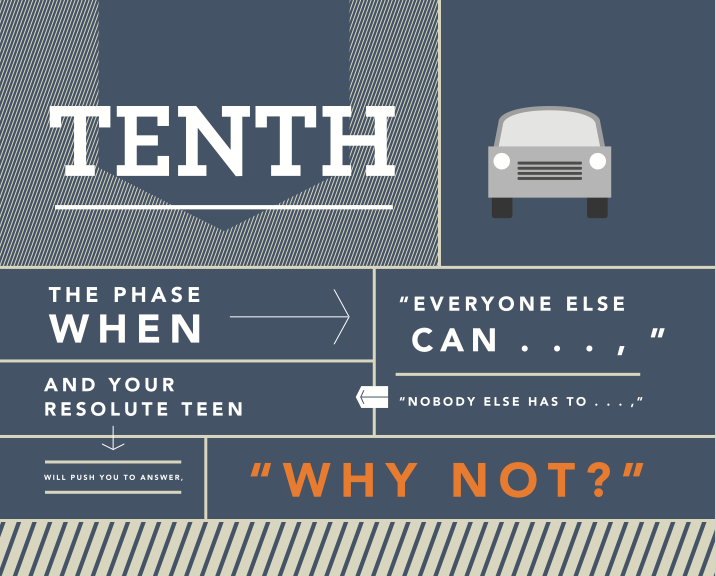 TENTH
THE PHASE
WHEN
“EVERYONE ELSE
CAN . . . , ”
“NOBODY ELSE HAS TO . . . ,”
AND YOUR
RESOLUTE TEEN
WILL PUSH YOU TO ANSWER,
“WHY NOT?”